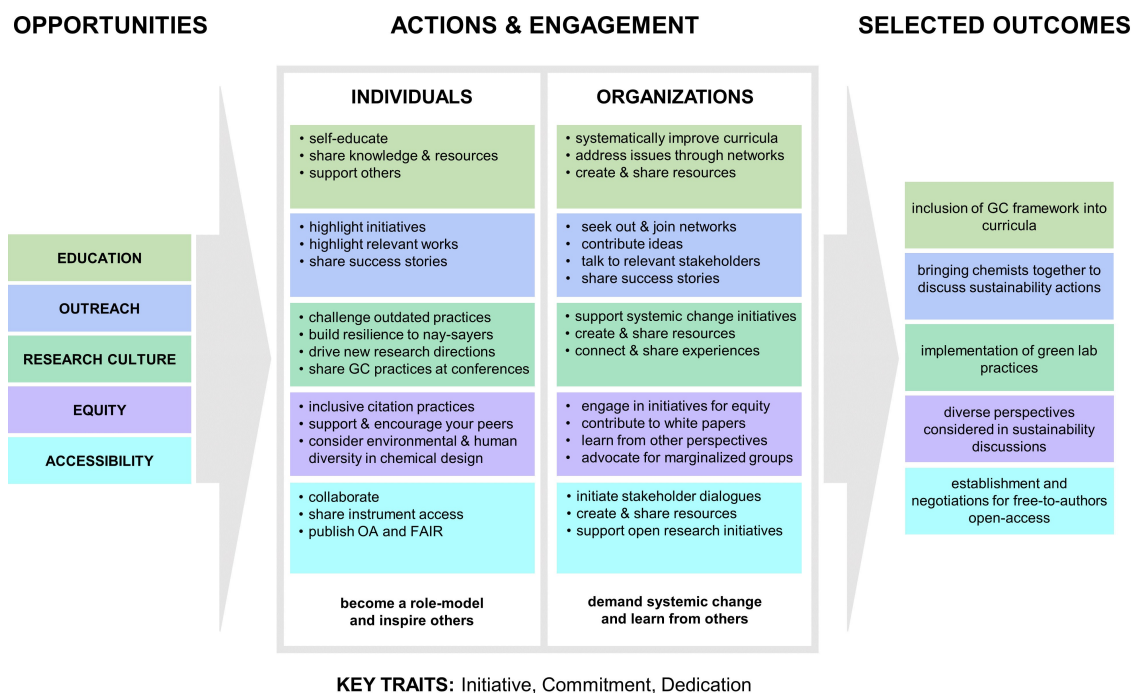 OPPORTUNITIES
ACTIONS & ENGAGEMENT
SELECTED OUTCOMES
EDUCATION
OUTREACH
RESEARCH CULTURE
EQUITY
ACCESSIBILITY
INDIVIDUALS
• self-educate
• share knowledge & resources
• support others
• highlight initiatives
• highlight relevant works
• share success stories
• challenge outdated practices
• build resilience to nay-sayers
• drive new research directions
• share GC practices at conferences
• inclusive citation practices
• support & encourage your peers
• consider environmental & human
diversity in chemical design
• collaborate
• share instrument access
• publish OA and FAIR
become a role-model
and inspire others
ORGANIZATIONS
• systematically improve curricula
• address issues through networks
• create & share resources
• seek out & join networks
• contribute ideas
• talk to relevant stakeholders
• share success stories
• support systemic change initiatives
• create & share resources
• connect & share experiences
• engage in initiatives for equity
• contribute to white papers
• learn from other perspectives
• advocate for marginalized groups
• initiate stakeholder dialogues
• create & share resources
• support open research initiatives
demand systemic change
and learn from others
inclusion of GC framework into
curricula
bringing chemists together to
discuss sustainability actions
implementation of green lab
practices
diverse perspectives
considered in sustainability
discussions
establishment and
negotiations for free-to-authors
open-access
KEY TRAITS: Initiative, Commitment, Dedication